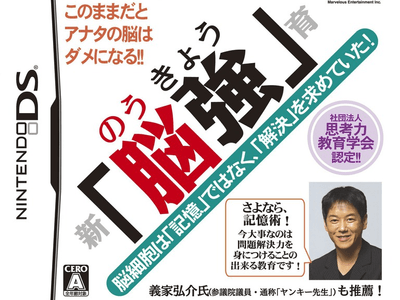 Marvelous Entertainment Inc.
NINTENDO DS
このままだと
アナタの脳は
ダメになる!!
のうきょう
新「脳強」育
脳細胞は「記憶」ではなく、「解決」を求めていた!
社団法人
思考力
教育学会
認定!!
さよなら、
記憶術!
今大事なのは
問題解決力を
身につけることの
出来る教育です!
CERO
A
全年齢対象
義家弘介氏(参議院議員・通称「ヤンキー先生」)も推薦!